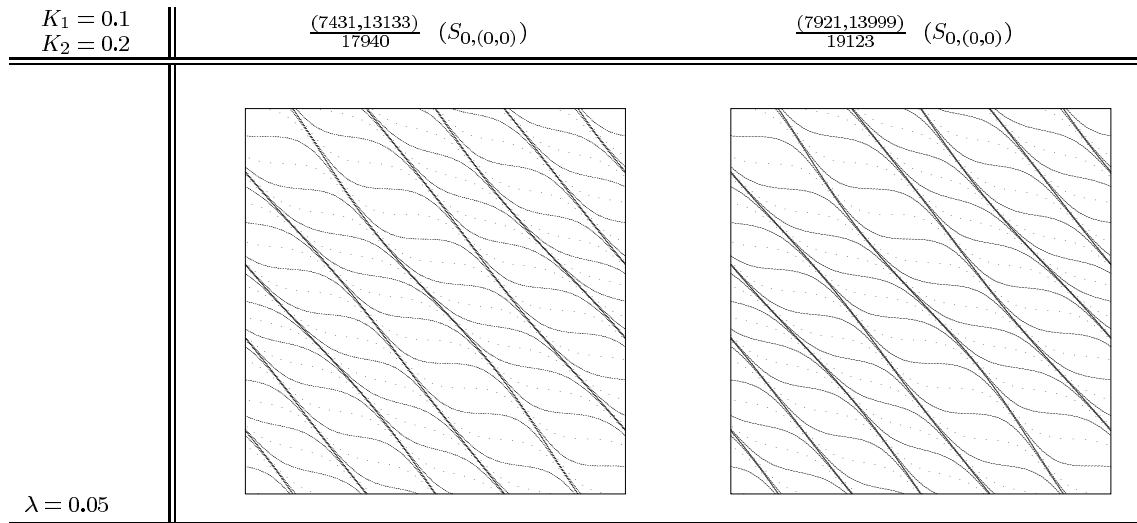 K₁ = 0.1
K₂ = 0.2
(7431,13133)/17940 (S₀,₍₀,₀₎)
(7921,13999)/19123 (S₀,₍₀,₀₎)
λ = 0.05